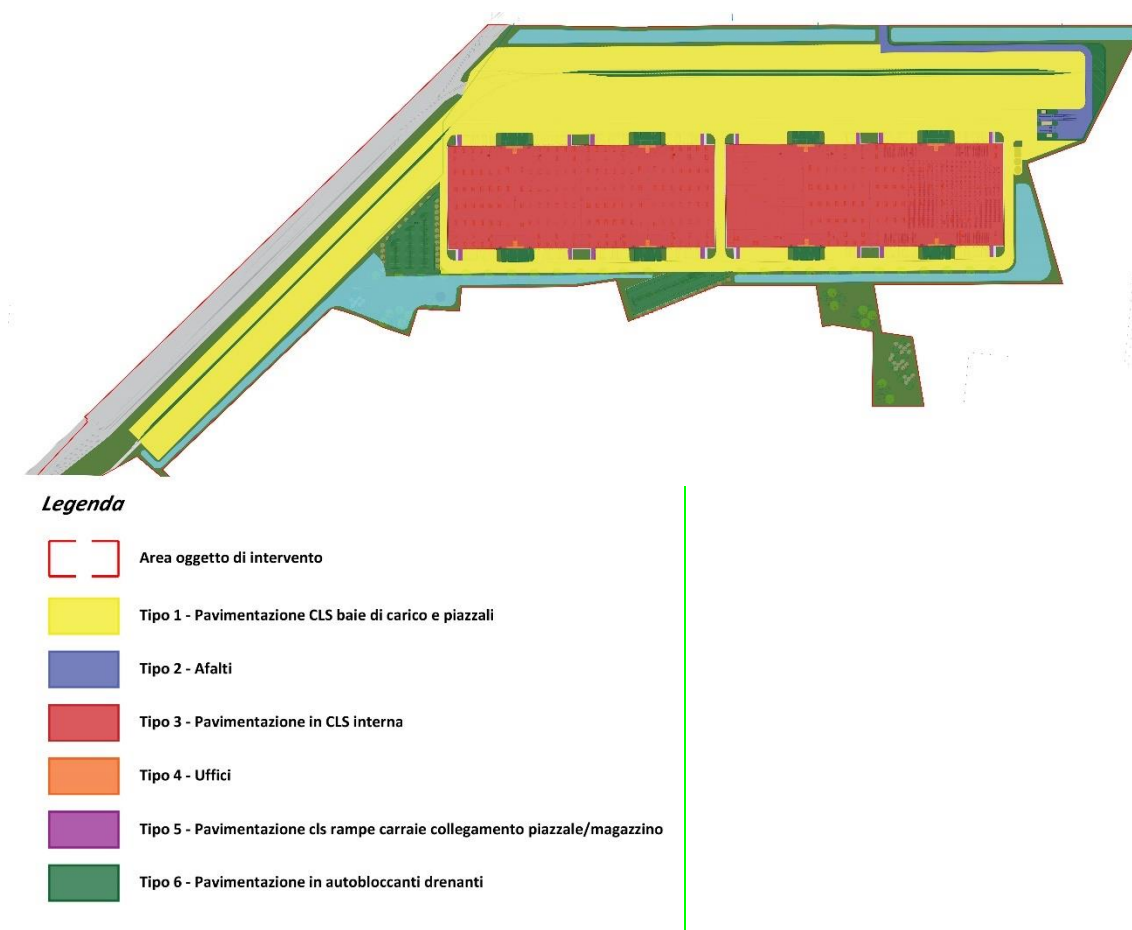 Legenda
Area oggetto di intervento
Tipo 1 - Pavimentazione CLS baie di carico e piazzali
Tipo 2 - Afalti
Tipo 3 - Pavimentazione in CLS interna
Tipo 4 - Uffici
Tipo 5 - Pavimentazione cls rampe carraie collegamento piazzale/magazzino
Tipo 6 - Pavimentazione in autobloccanti drenanti